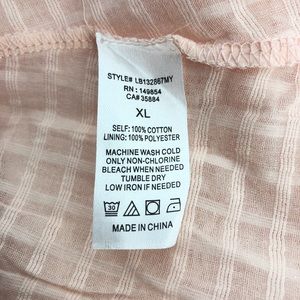 STYLE# LB132867MY
RN : 149854
CA# 35884
XL
SELF: 100% COTTON
LINING: 100% POLYESTER
MACHINE WASH COLD
ONLY NON-CHLORINE
BLEACH WHEN NEEDED
TUMBLE DRY
LOW IRON IF NEEDED
30
MADE IN CHINA